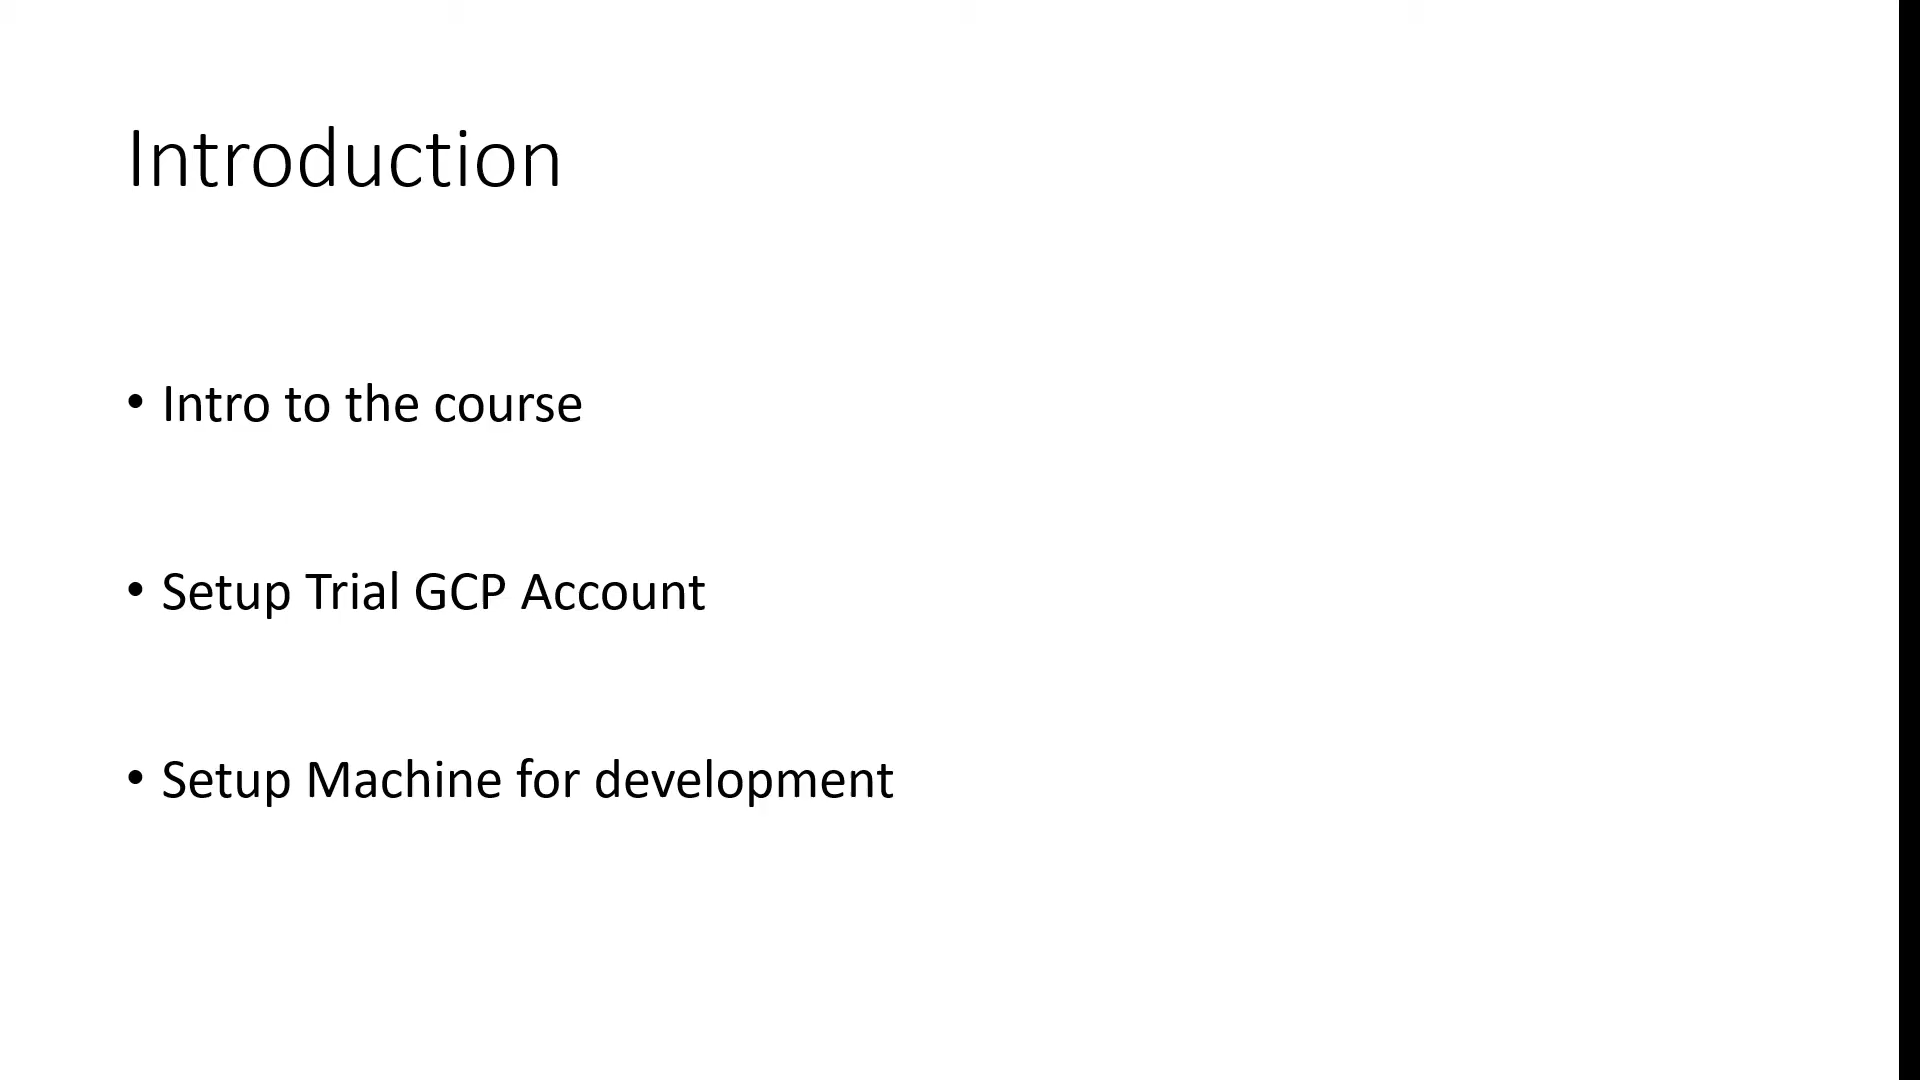 Introduction
• Intro to the course
• Setup Trial GCP Account
• Setup Machine for development